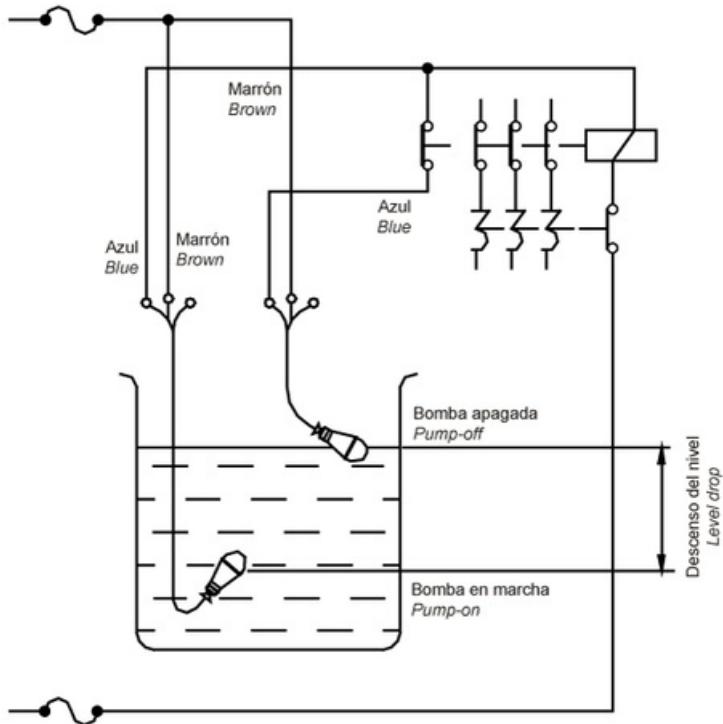 Marrón
Brown
Azul
Blue
Azul
Blue
Marrón
Brown
Bomba apagada
Pump-off
Descenso del nivel
Level drop
Bomba en marcha
Pump-on